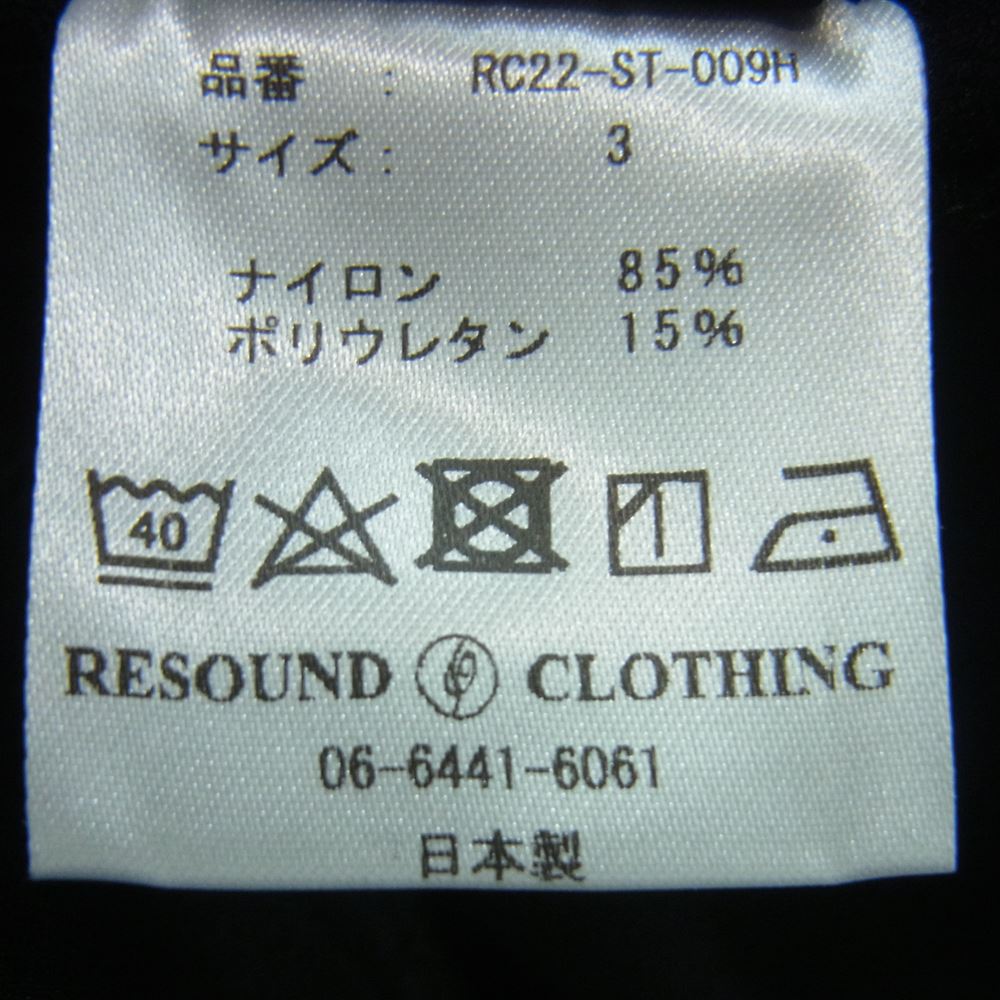 品番 : RC22-ST-009H
サイズ : 3
ナイロン 85%
ポリウレタン 15%
40
RESOUND CLOTHING
06-6441-6061
日本製